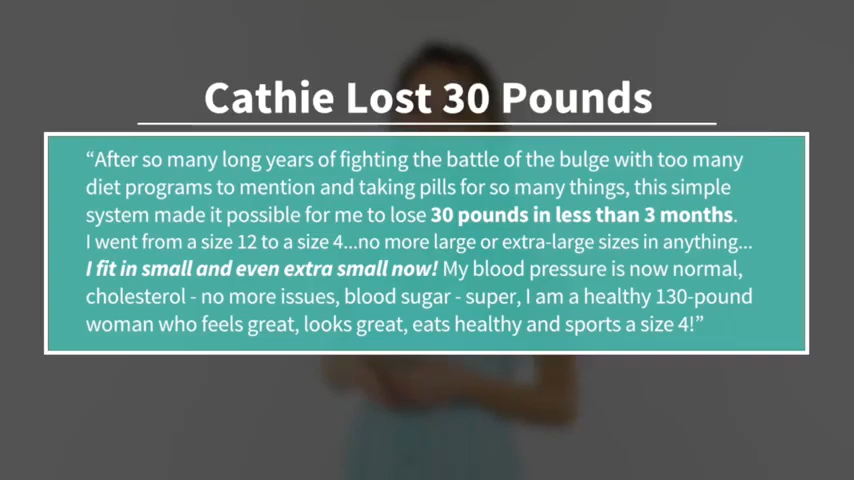 Cathie Lost 30 Pounds
“After so many long years of fighting the battle of the bulge with too many
diet programs to mention and taking pills for so many things, this simple
system made it possible for me to lose 30 pounds in less than 3 months.
I went from a size 12 to a size 4...no more large or extra-large sizes in anything...
I fit in small and even extra small now! My blood pressure is now normal,
cholesterol - no more issues, blood sugar - super, I am a healthy 130-pound
woman who feels great, looks great, eats healthy and sports a size 4!”